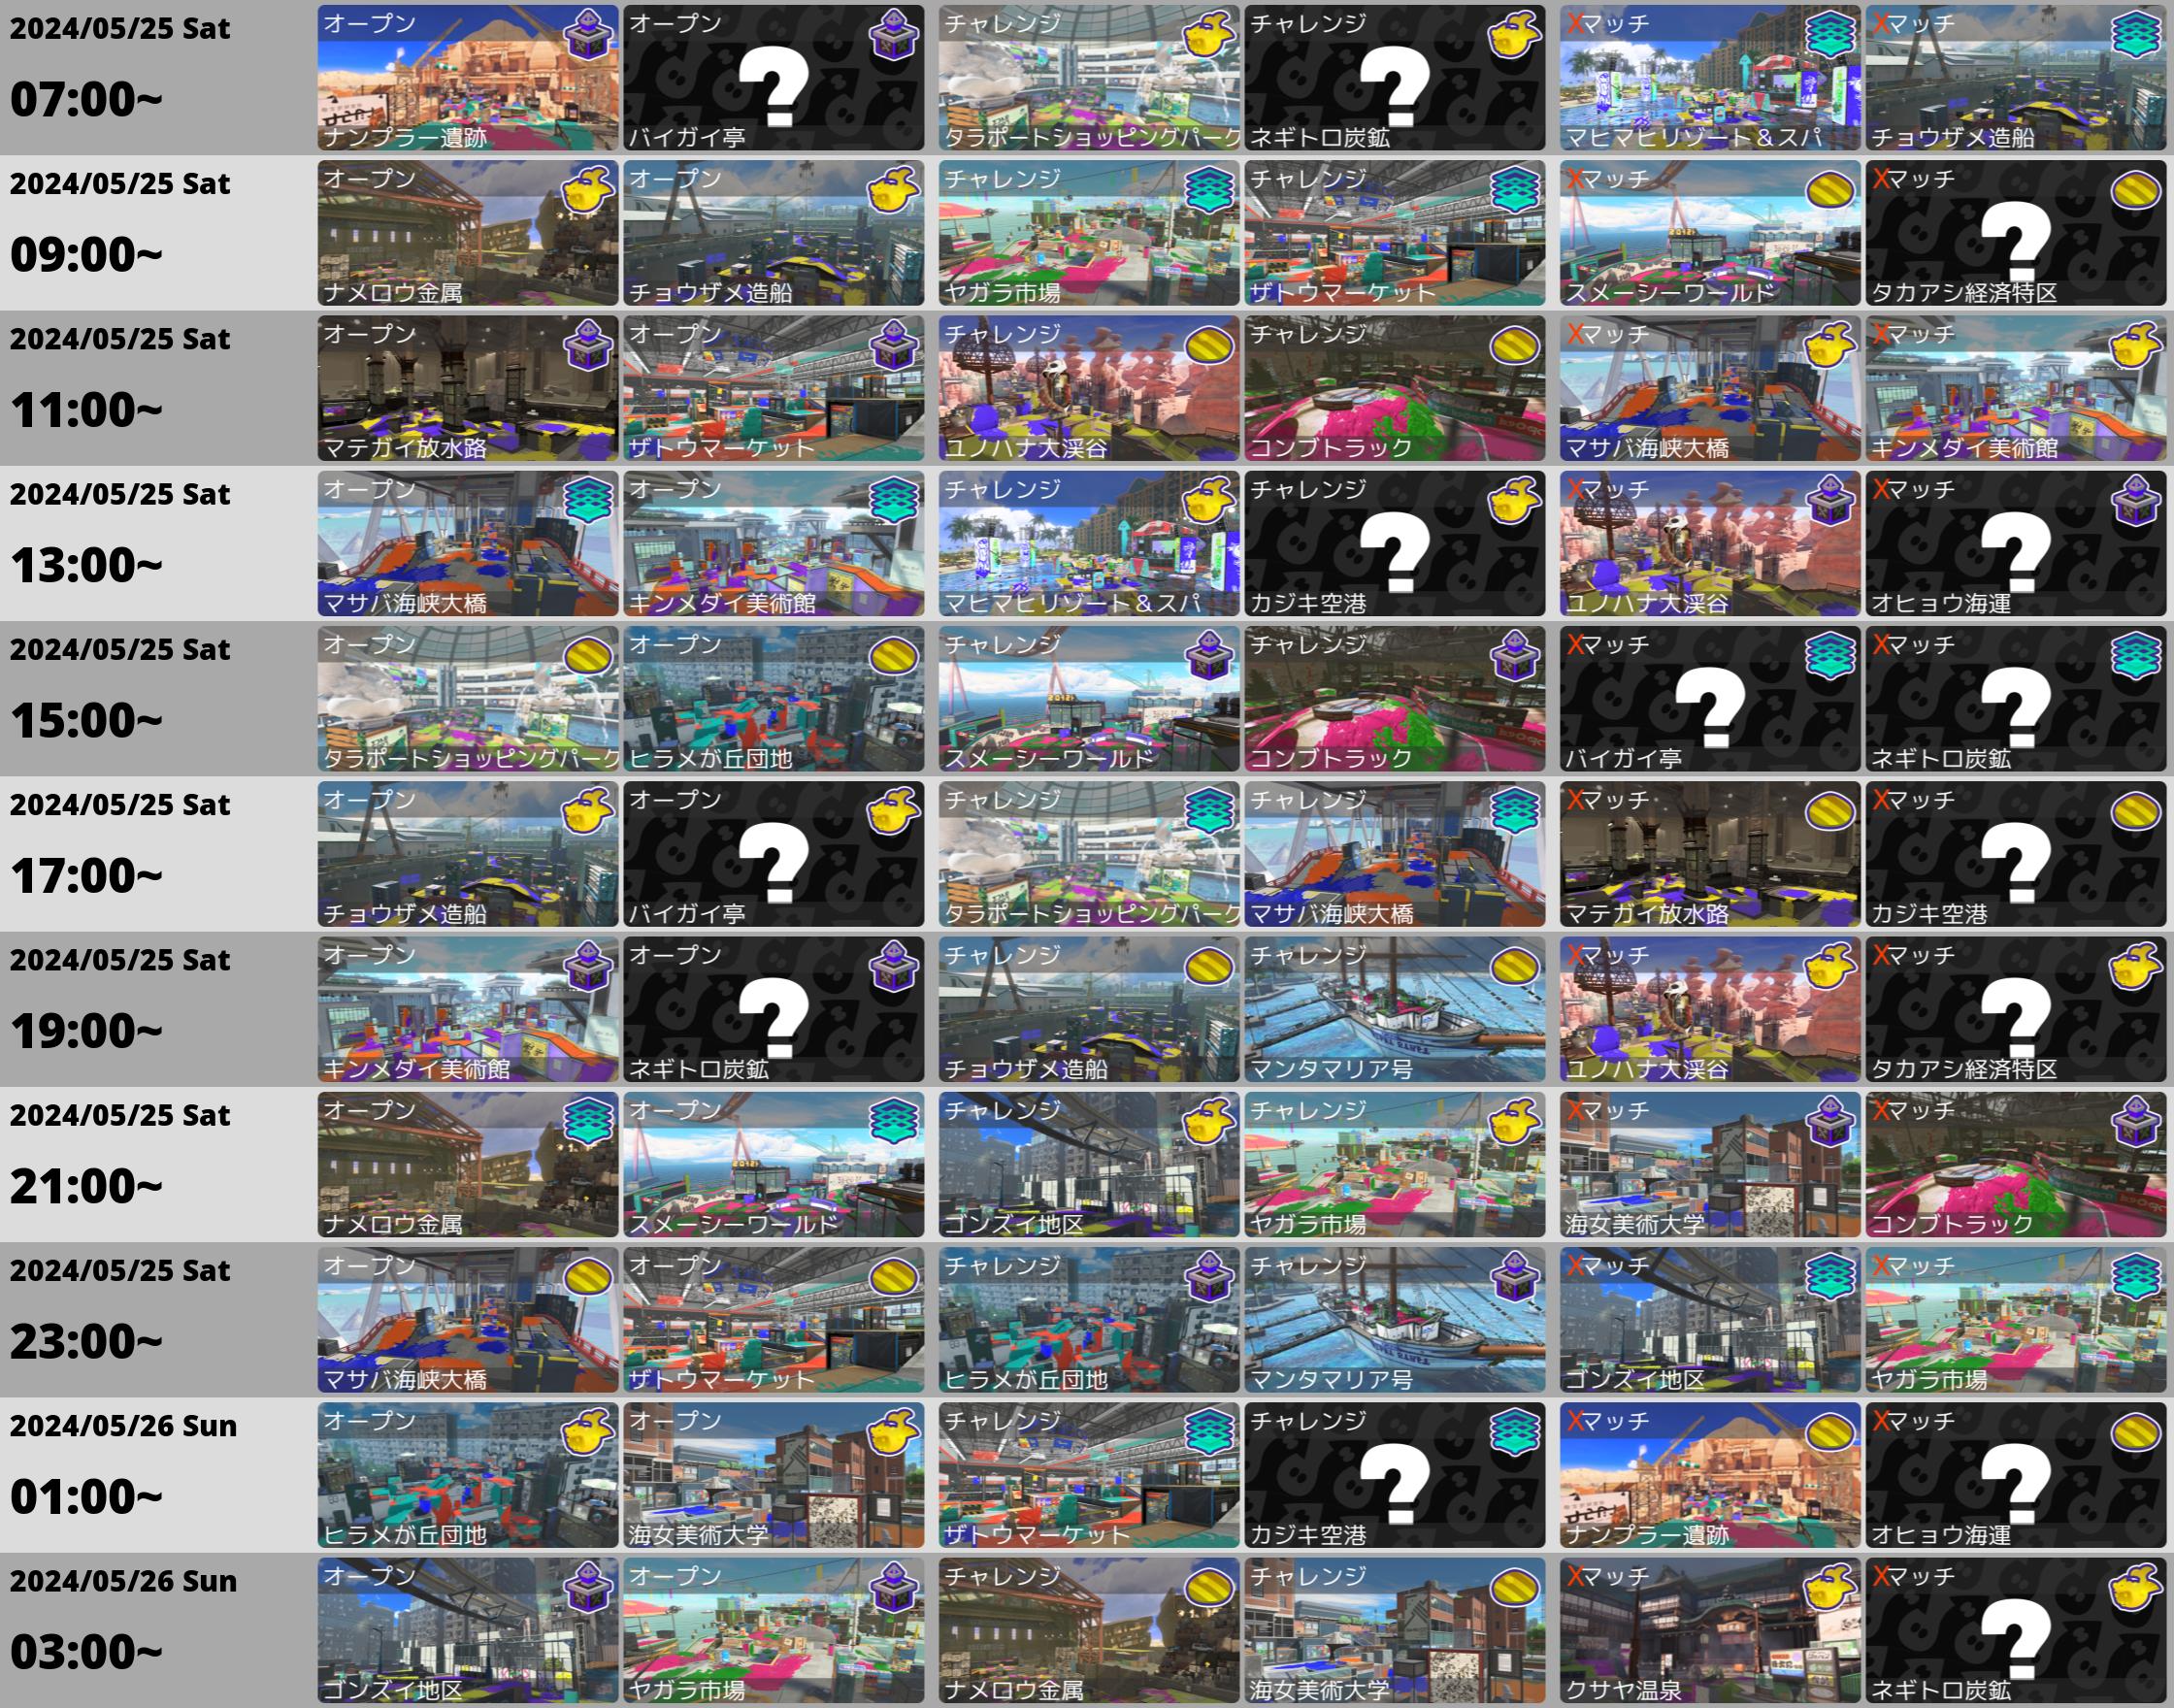 2024/05/25 Sat
07:00~
オープン
ナンプラー遺跡
オープン
?
バイガイ亭
チャレンジ
タラポートショッピングパーク
チャレンジ
?
ネギトロ炭鉱
Xマッチ
マヒマヒリゾート＆スパ
Xマッチ
チョウザメ造船
2024/05/25 Sat
09:00~
オープン
ナメロウ金属
オープン
チョウザメ造船
チャレンジ
ヤガラ市場
チャレンジ
ザトウマーケット
Xマッチ
スメーシーワールド
Xマッチ
?
タカアシ経済特区
2024/05/25 Sat
11:00~
オープン
マテガイ放水路
オープン
ザトウマーケット
チャレンジ
ユノハナ大渓谷
チャレンジ
コンブトラック
Xマッチ
マサバ海峡大橋
Xマッチ
キンメダイ美術館
2024/05/25 Sat
13:00~
オープン
マサバ海峡大橋
オープン
キンメダイ美術館
チャレンジ
マヒマヒリゾート＆スパ
チャレンジ
?
カジキ空港
Xマッチ
ユノハナ大渓谷
Xマッチ
?
オヒョウ海運
2024/05/25 Sat
15:00~
オープン
タラポートショッピングパーク
オープン
ヒラメが丘団地
チャレンジ
スメーシーワールド
チャレンジ
コンブトラック
Xマッチ
?
バイガイ亭
Xマッチ
?
ネギトロ炭鉱
2024/05/25 Sat
17:00~
オープン
チョウザメ造船
オープン
?
バイガイ亭
チャレンジ
タラポートショッピングパーク
チャレンジ
マサバ海峡大橋
Xマッチ
マテガイ放水路
Xマッチ
?
カジキ空港
2024/05/25 Sat
19:00~
オープン
キンメダイ美術館
オープン
?
ネギトロ炭鉱
チャレンジ
チョウザメ造船
チャレンジ
マンタマリア号
Xマッチ
ユノハナ大渓谷
Xマッチ
?
タカアシ経済特区
2024/05/25 Sat
21:00~
オープン
ナメロウ金属
オープン
スメーシーワールド
チャレンジ
ゴンズイ地区
チャレンジ
ヤガラ市場
Xマッチ
海女美術大学
Xマッチ
コンブトラック
2024/05/25 Sat
23:00~
オープン
マサバ海峡大橋
オープン
ザトウマーケット
チャレンジ
ヒラメが丘団地
チャレンジ
マンタマリア号
Xマッチ
ゴンズイ地区
Xマッチ
ヤガラ市場
2024/05/26 Sun
01:00~
オープン
ヒラメが丘団地
オープン
海女美術大学
チャレンジ
ザトウマーケット
チャレンジ
?
カジキ空港
Xマッチ
ナンプラー遺跡
Xマッチ
?
オヒョウ海運
2024/05/26 Sun
03:00~
オープン
ゴンズイ地区
オープン
ヤガラ市場
チャレンジ
ナメロウ金属
チャレンジ
海女美術大学
Xマッチ
クサヤ温泉
Xマッチ
?
ネギトロ炭鉱